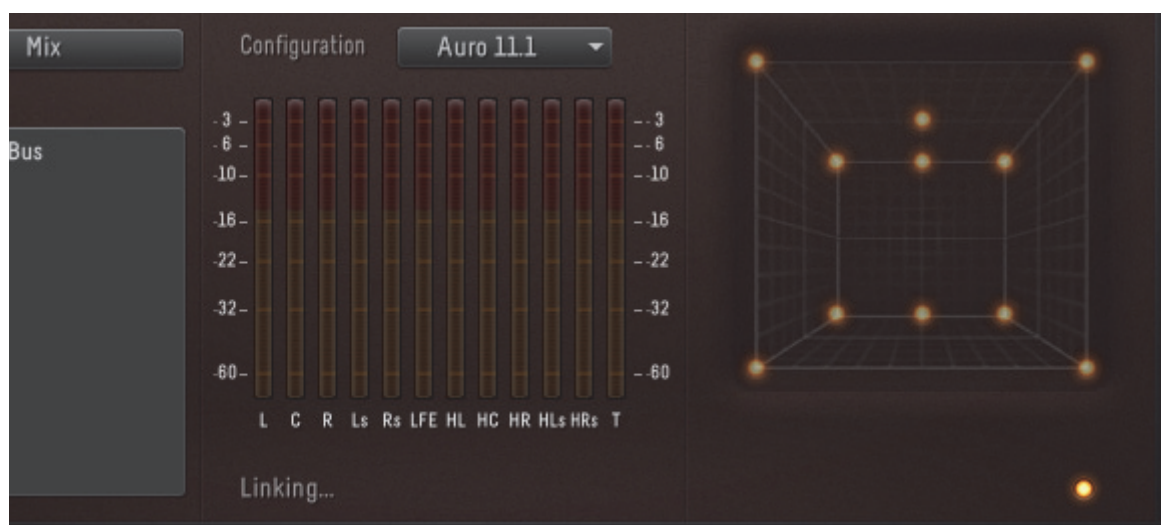 Mix
Configuration Auro 11.1
Bus
- 3 – – - 3
- 6 – – - 6
-10 – – -10
-16 – – -16
-22 – – -22
-32 – – -32
-60 – – -60
L C R Ls Rs LFE HL HC HR HLs HRs T
Linking...